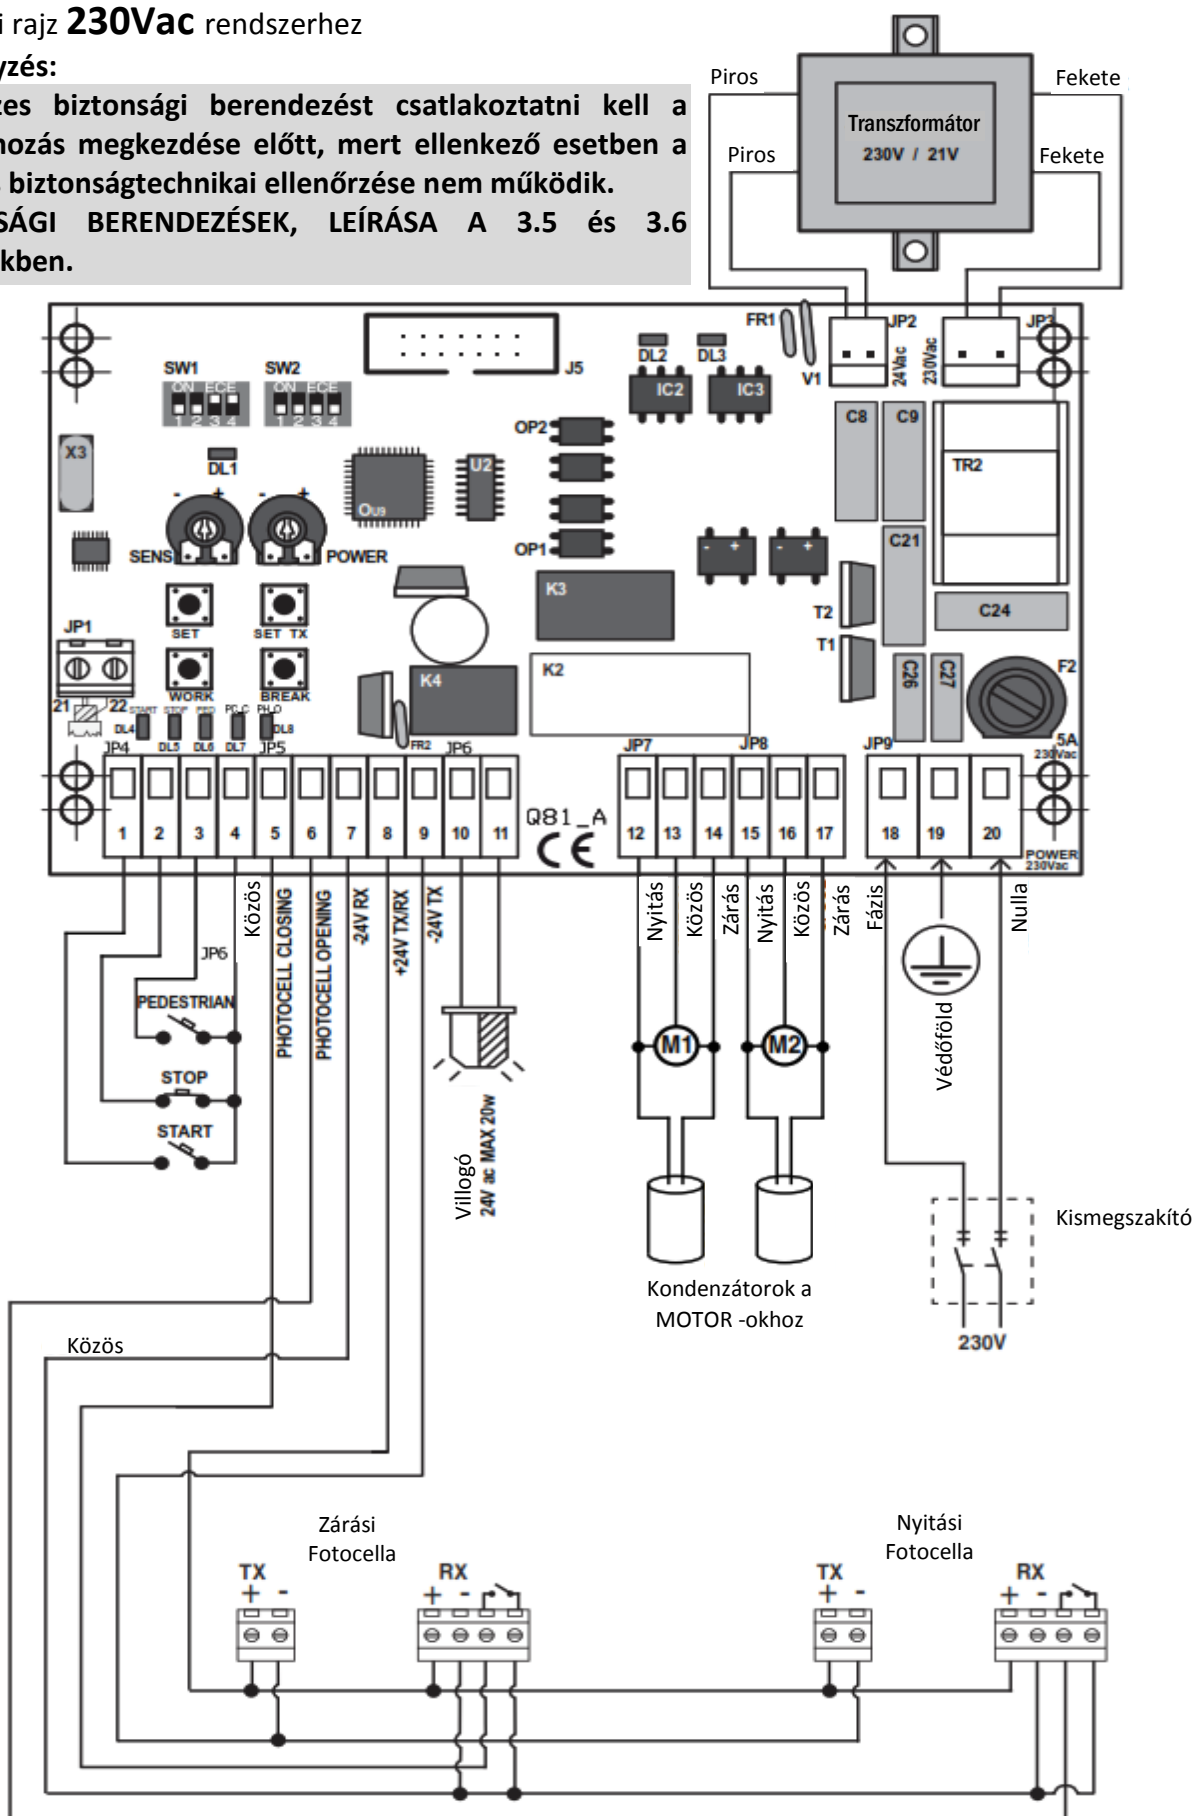 i rajz 230Vac rendszerhez
yzés:
zes biztonsági berendezést csatlakoztatni kell a
hozás megkezdése előtt, mert ellenkező esetben a
s biztonságtechnikai ellenőrzése nem működik.
SÁGI BERENDEZÉSEK, LEÍRÁSA A 3.5 és 3.6
kben.
Piros
Fekete
Transzformátor
230V / 21V
Piros
Fekete
FR1
JP2
JP3
SW1
SW2
ON ECE
ON ECE
1 2 3 4
1 2 3 4
J5
DL2
DL3
V1
24Vac
230Vac
IC2
IC3
X3
DL1
OP2
U2
C8
C9
TR2
- +
- +
OU9
SENS
POWER
OP1
- +
- +
C21
K3
T2
C24
SET
SET TX
JP1
T1
K4
K2
C26
C27
F2
WORK
BREAK
21
22
START
STOP
PED
PC_C
PH_O
DL4
DL5
DL6
DL7
DL8
FR2
5A
230Vac
JP4
JP5
JP6
JP7
JP8
JP9
1 2 3 4 5 6 7 8 9 10 11
Q81_A
CE
12 13 14 15 16 17
18 19 20
POWER
230Vac
Közös
PHOTOCELL CLOSING
PHOTOCELL OPENING
-24V RX
+24V TX/RX
-24V TX
Nyitás
Közös
Zárás
Nyitás
Közös
Zárás
Fázis
Nulla
JP6
PEDESTRIAN
STOP
START
M1
M2
Védőföld
Villogó
24V ac MAX 20w
Kismegszakító
Kondenzátorok a
MOTOR -okhoz
230V
Közös
Zárási
Fotocella
Nyitási
Fotocella
TX
+ -
RX
+ -
TX
+ -
RX
+ -